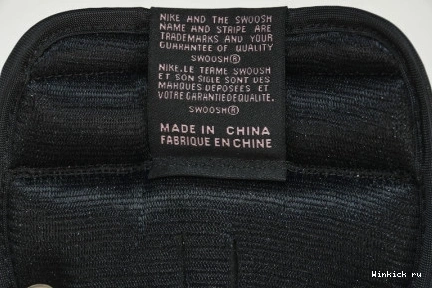 NIKE AND THE SWOOSH
NAME AND STRIPE ARE
TRADEMARKS AND YOUR
GUARANTEE OF QUALITY
SWOOSH®
NIKE, LE TERME SWOOSH
ET SON SIGLE SONT DES
MARQUES DEPOSEES ET
VOTRE GARANTIE DE QUALITE.
SWOOSH®
MADE IN CHINA
FABRIQUE EN CHINE
Winkick ru